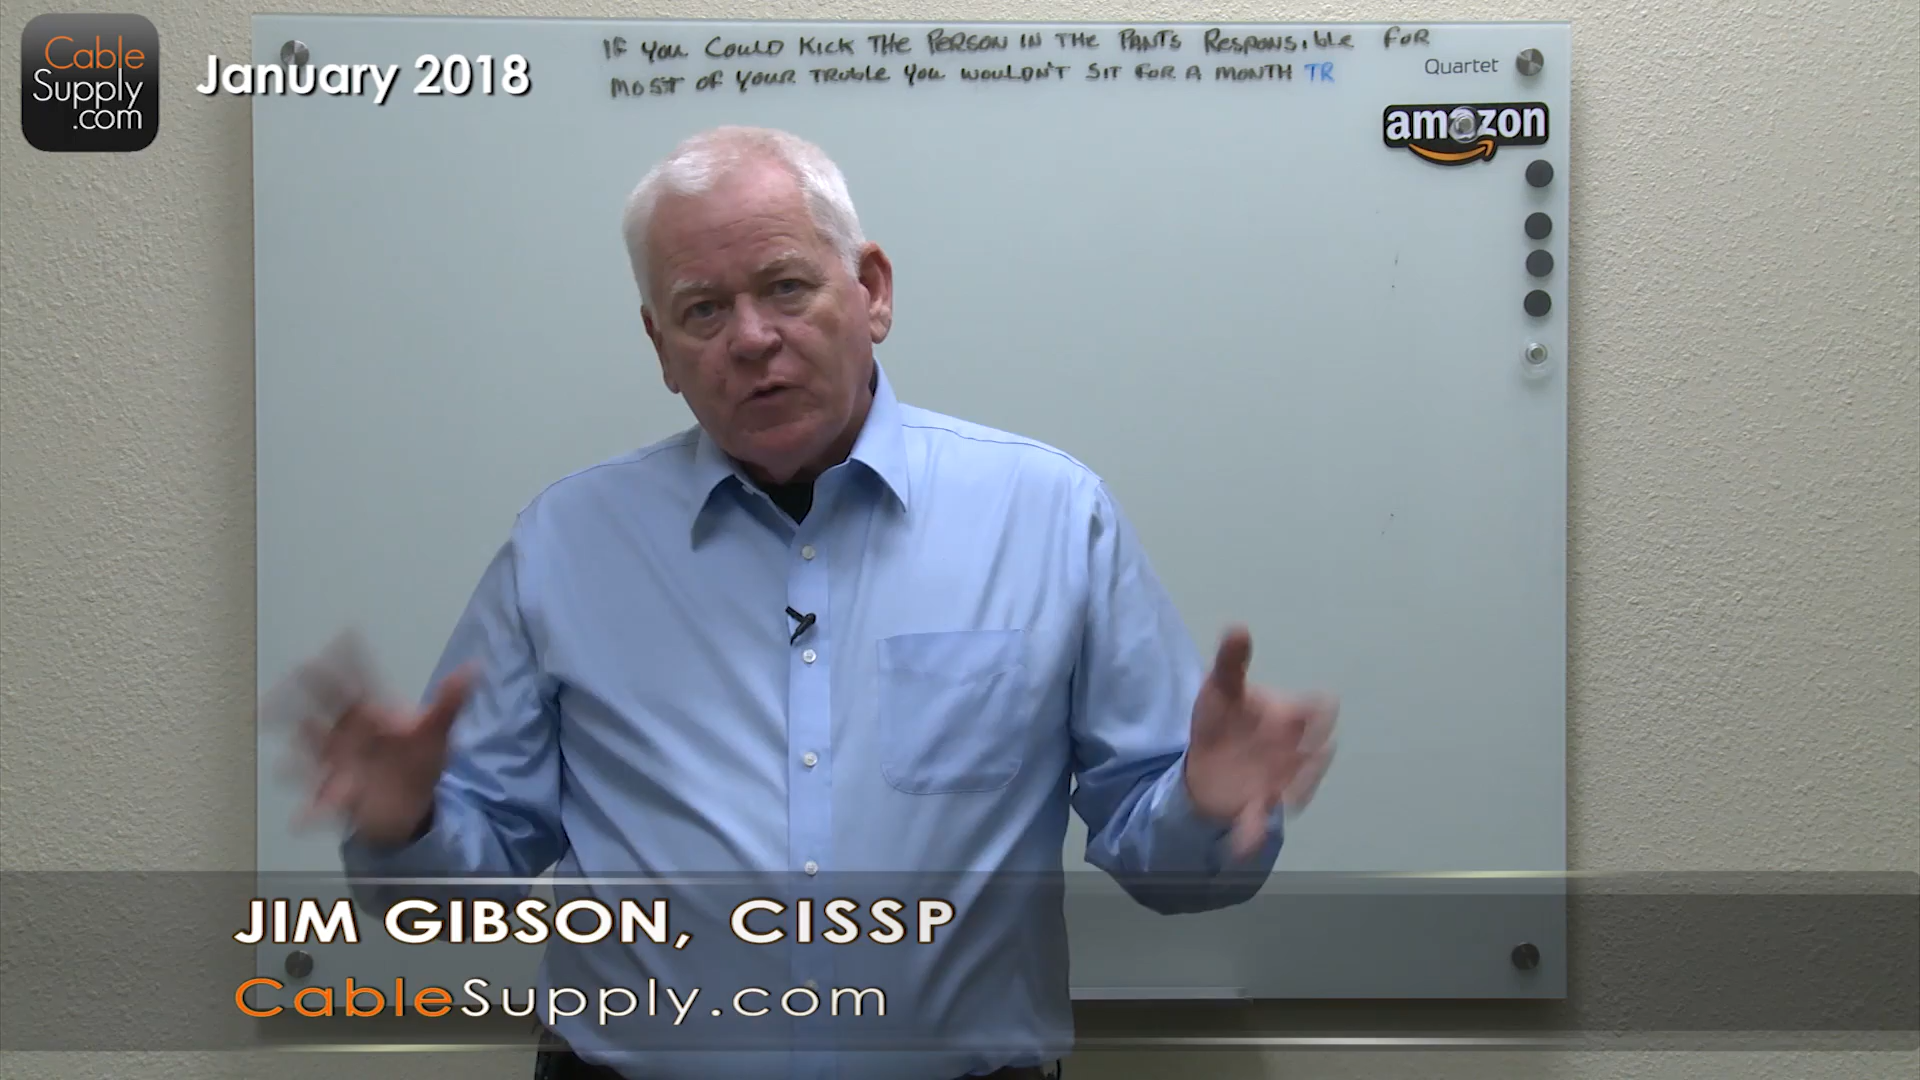 Cable
Supply
.com
January 2018
IF YOU COULD KICK THE PERSON IN THE PANTS RESPONSIBLE FOR
MOST OF YOUR TROUBLE YOU WOULDN'T SIT FOR A MONTH TR
Quartet
amazon
JIM GIBSON, CISSP
CableSupply.com